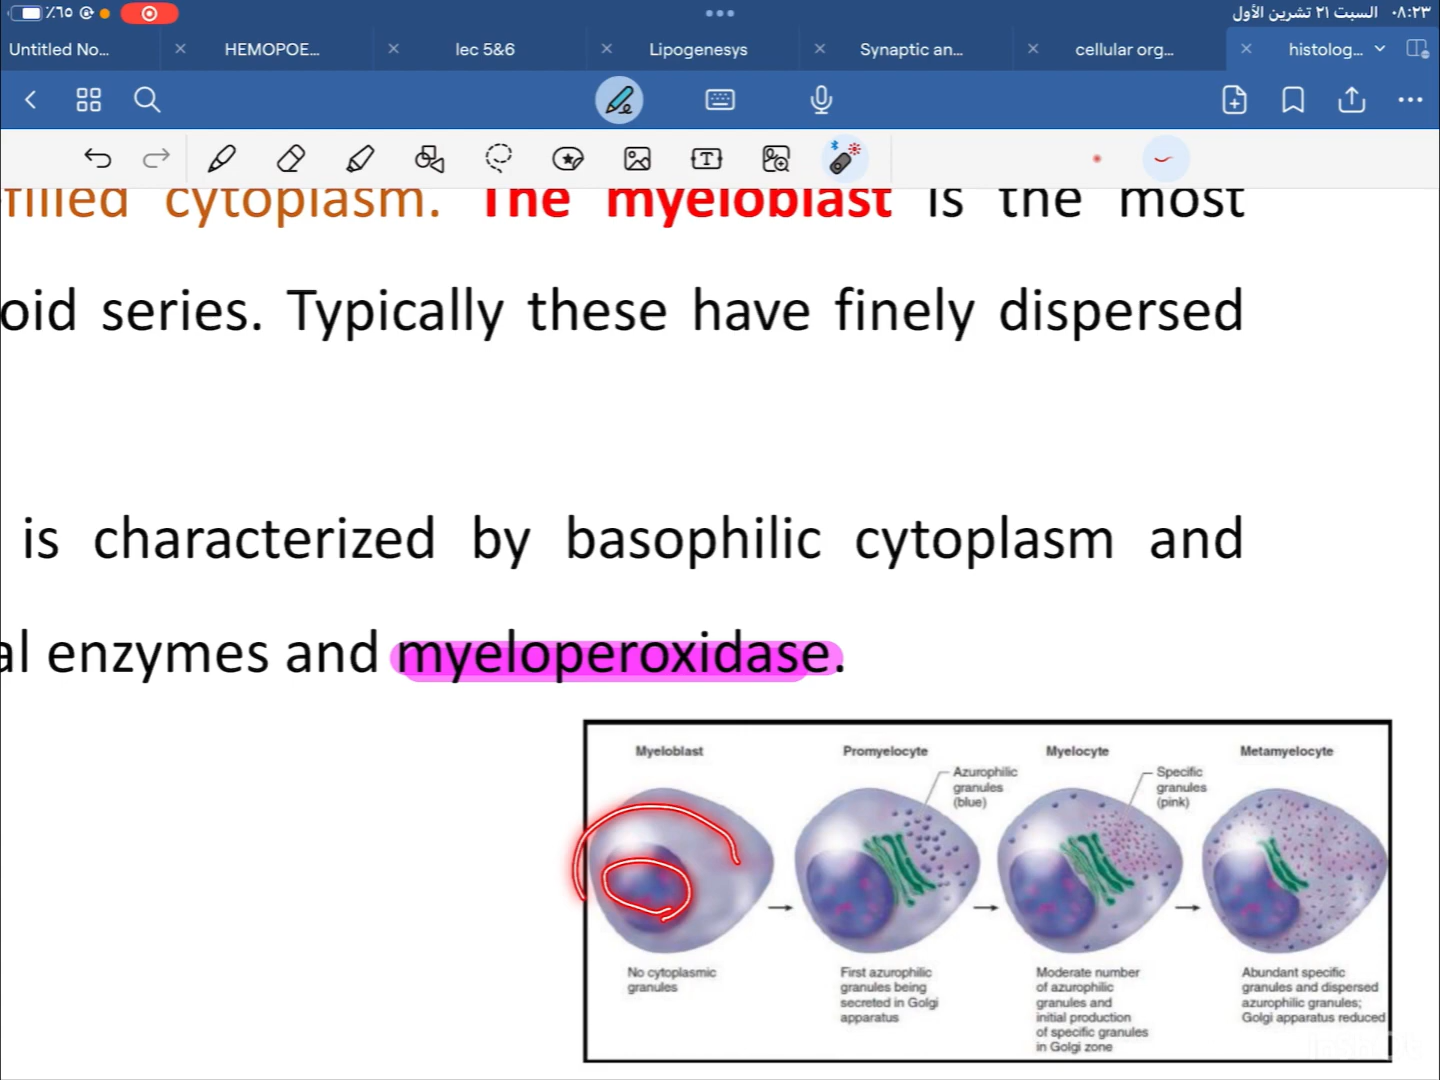 ٪٦٥
السبت ٢١ تشرين الأول ٠٨:٢٣
Untitled No...
HEMOPOE...
lec 5&6
Lipogenesys
Synaptic an...
cellular org...
histolog...
filled cytoplasm. The myeloblast is the most
oid series. Typically these have finely dispersed
is characterized by basophilic cytoplasm and
al enzymes and myeloperoxidase.
Myeloblast
No cytoplasmic
granules
Promyelocyte
Azurophilic
granules
(blue)
First azurophilic
granules being
secreted in Golgi
apparatus
Myelocyte
Specific
granules
(pink)
Moderate number
of azurophilic
granules and
initial production
of specific granules
in Golgi zone
Metamyelocyte
Abundant specific
granules and dispersed
azurophilic granules;
Golgi apparatus reduced